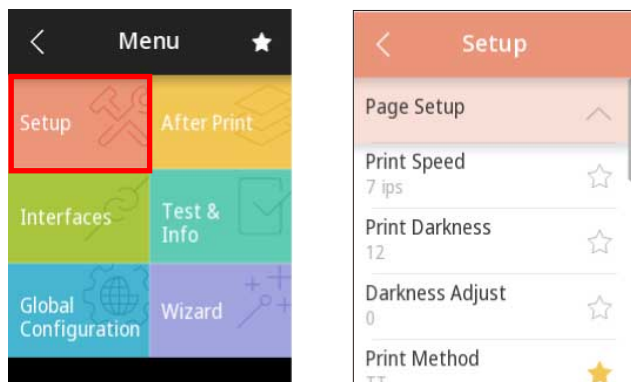 Menu
Setup
After Print
Interfaces
Test &
Info
Global
Configuration
Wizard
Setup
Page Setup
Print Speed
7 ips
Print Darkness
12
Darkness Adjust
0
Print Method